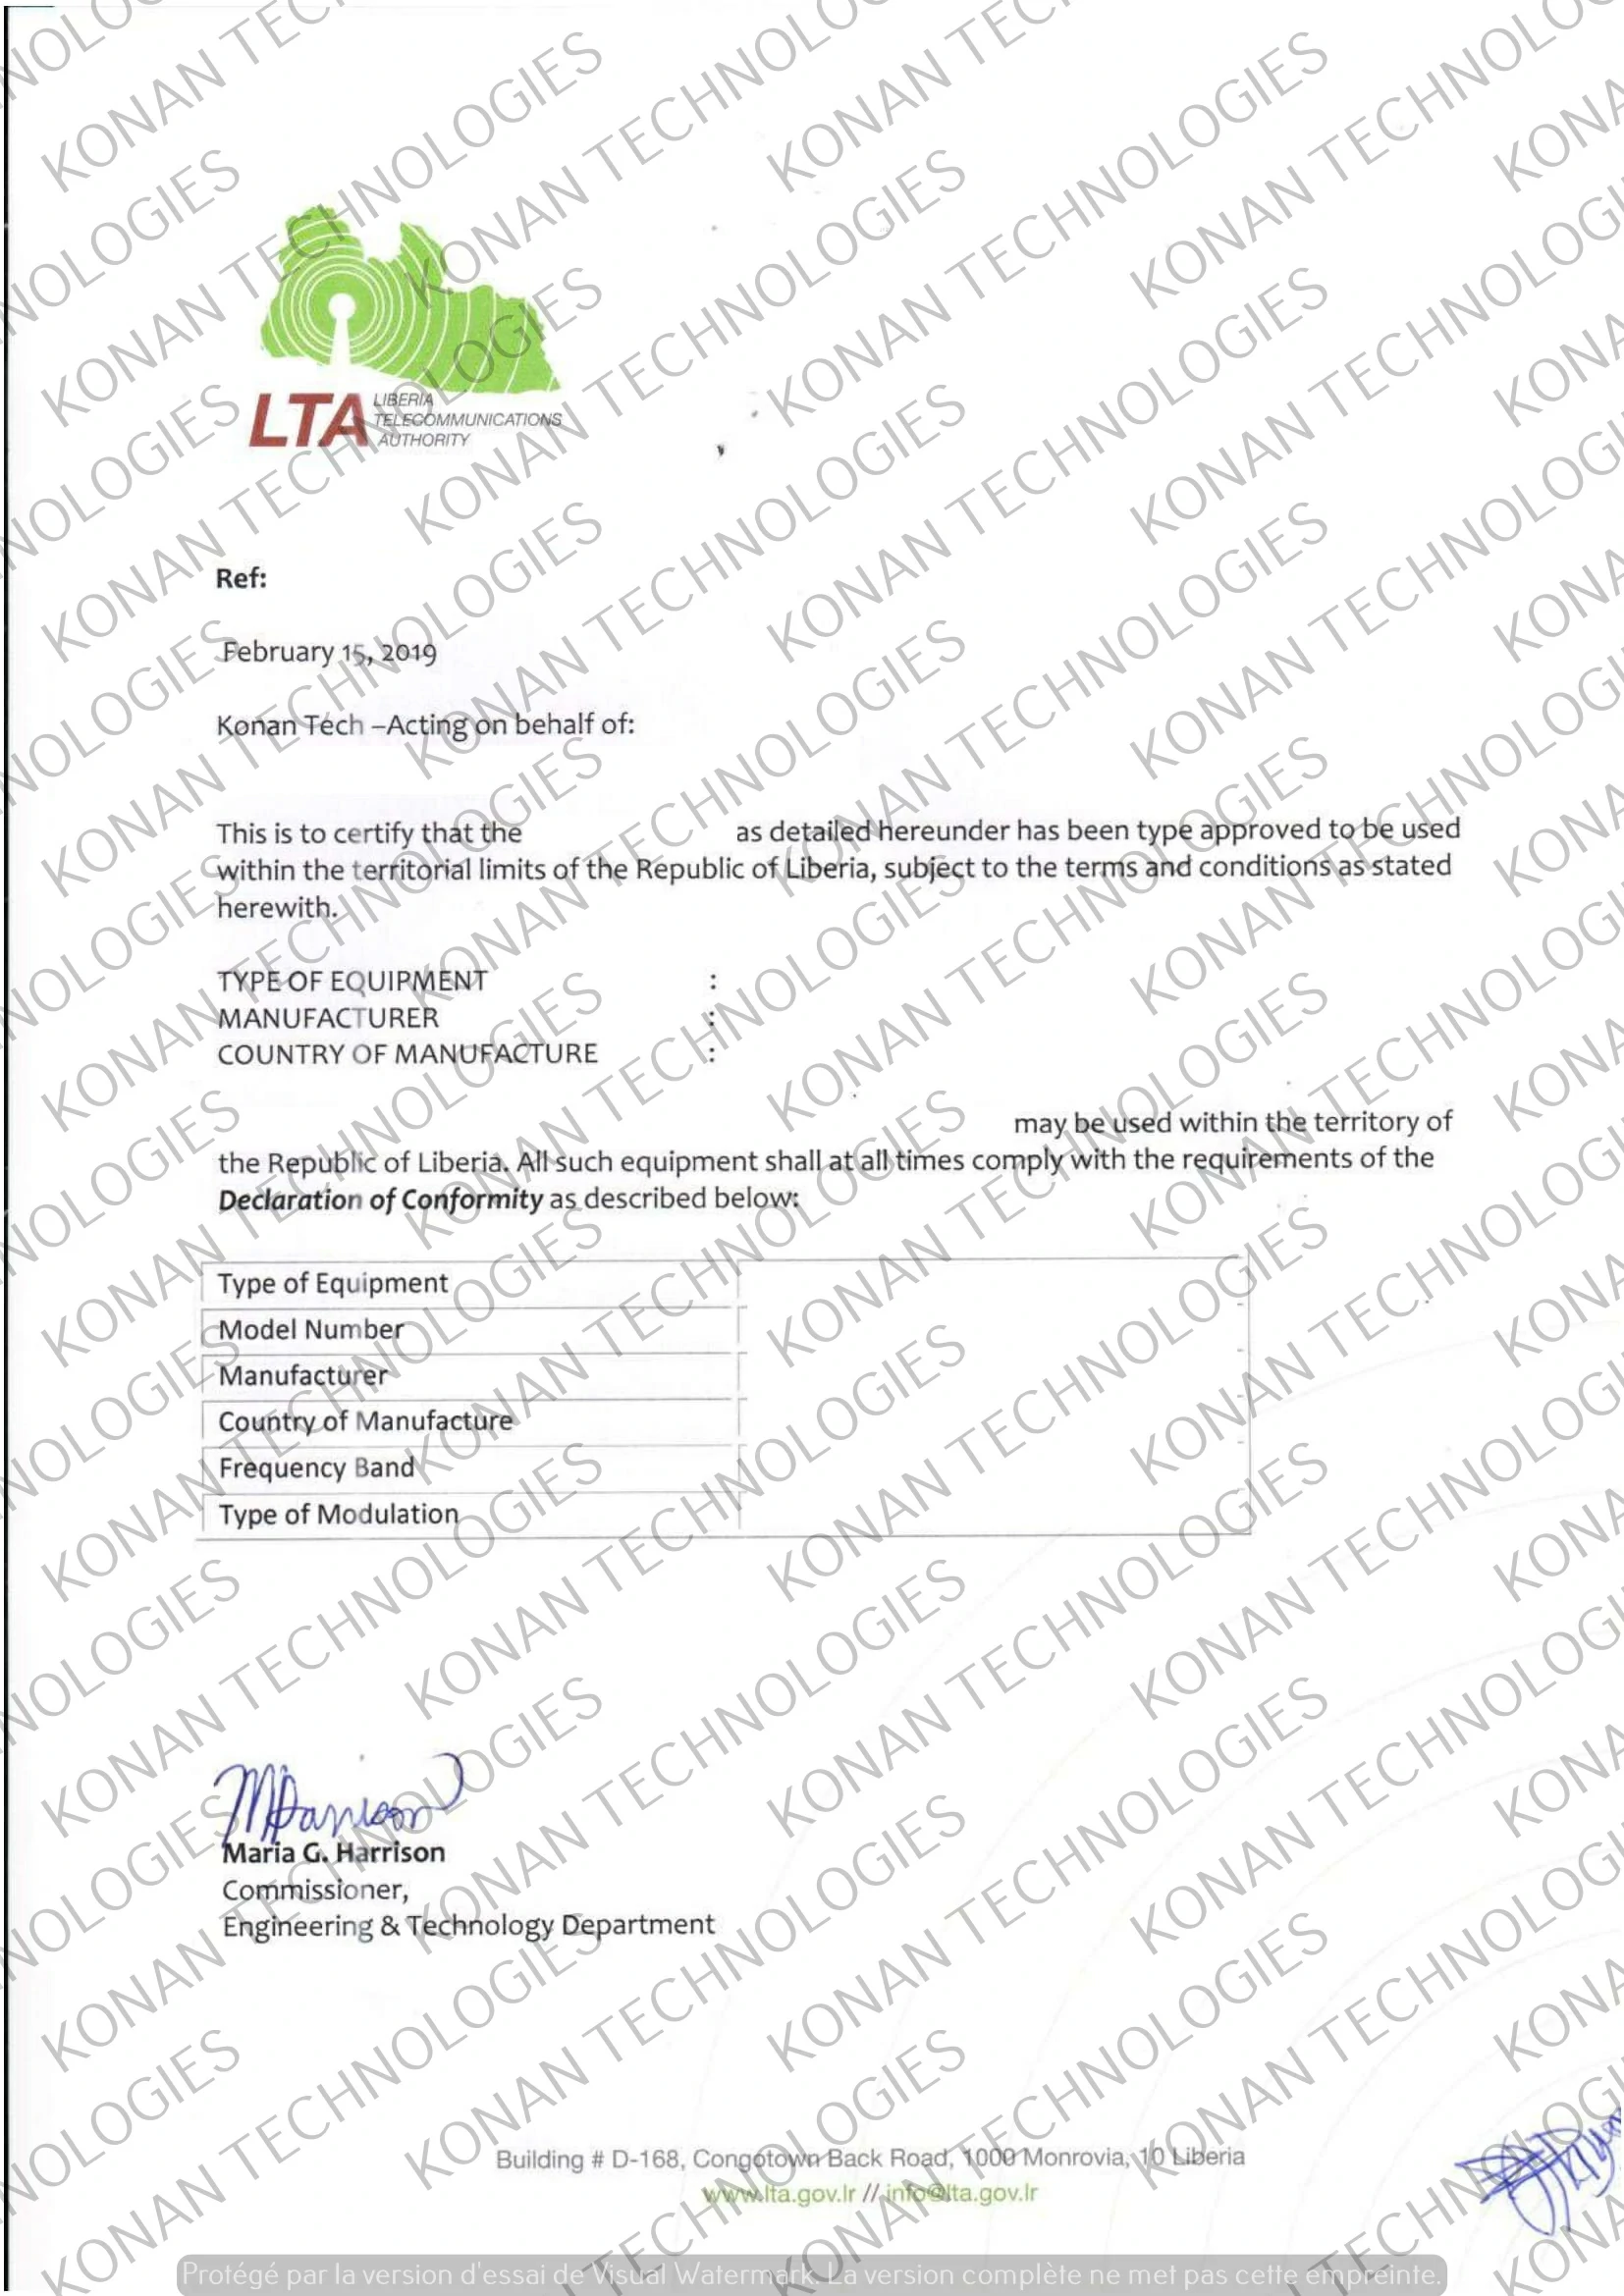 LTA
LIBERIA
TELECOMMUNICATIONS
AUTHORITY
Ref:
February 15, 2019
Konan Tech –Acting on behalf of:
This is to certify that the as detailed hereunder has been type approved to be used
within the territorial limits of the Republic of Liberia, subject to the terms and conditions as stated
herewith.
TYPE OF EQUIPMENT :
MANUFACTURER :
COUNTRY OF MANUFACTURE :
may be used within the territory of
the Republic of Liberia. All such equipment shall at all times comply with the requirements of the
Declaration of Conformity as described below:
Type of Equipment
Model Number
Manufacturer
Country of Manufacture
Frequency Band
Type of Modulation
MHarrison
Maria G. Harrison
Commissioner,
Engineering & Technology Department
Building # D-168, Congotown Back Road, 1000 Monrovia, 10 Liberia
www.lta.gov.lr // info@lta.gov.lr
KONAN TECHNOLOGIES
Protégé par la version d'essai de Visual Watermark. La version complète ne met pas cette empreinte.